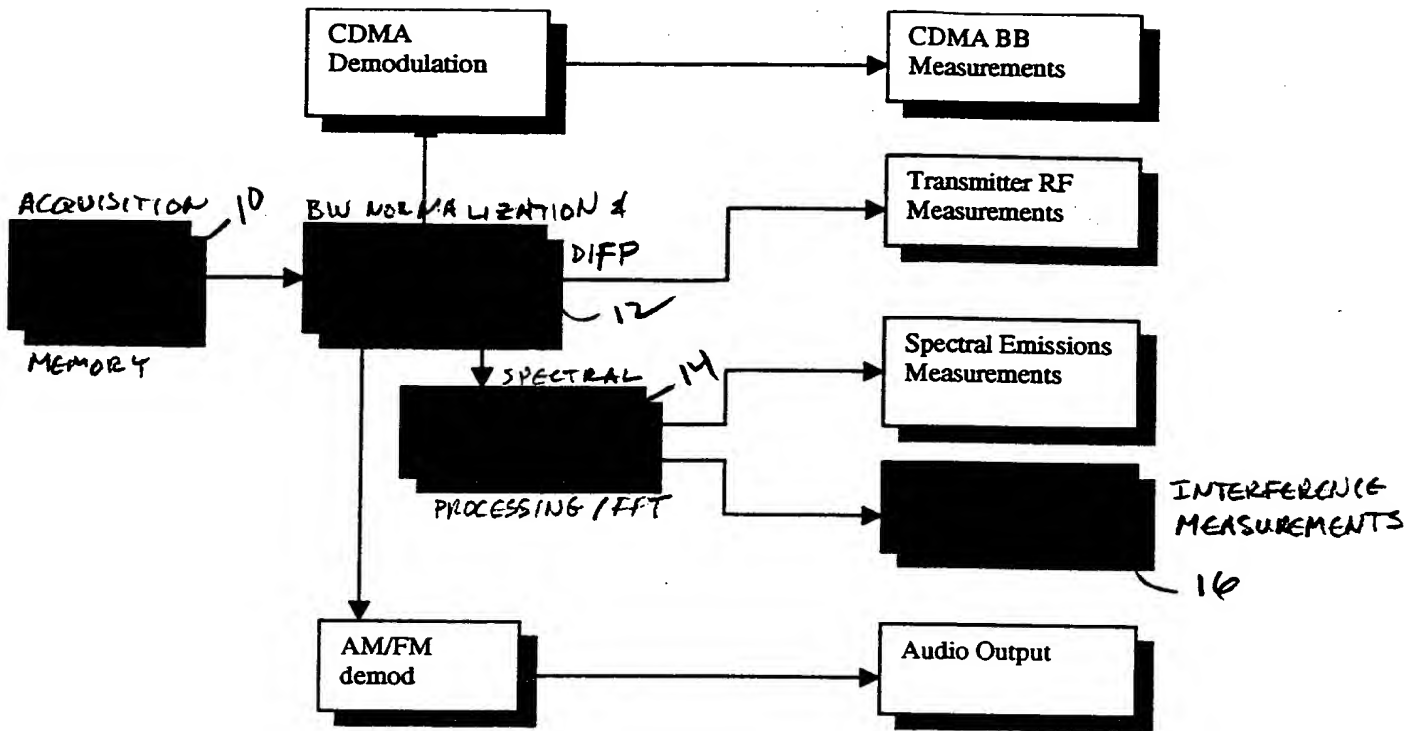 CDMA
Demodulation
CDMA BB
Measurements
ACQUISITION
10
MEMORY
BW NORMALIZATION &
DIFP
12
Transmitter RF
Measurements
SPECTRAL
14
PROCESSING / FFT
Spectral Emissions
Measurements
INTERFERENCE
MEASUREMENTS
16
AM/FM
demod
Audio Output